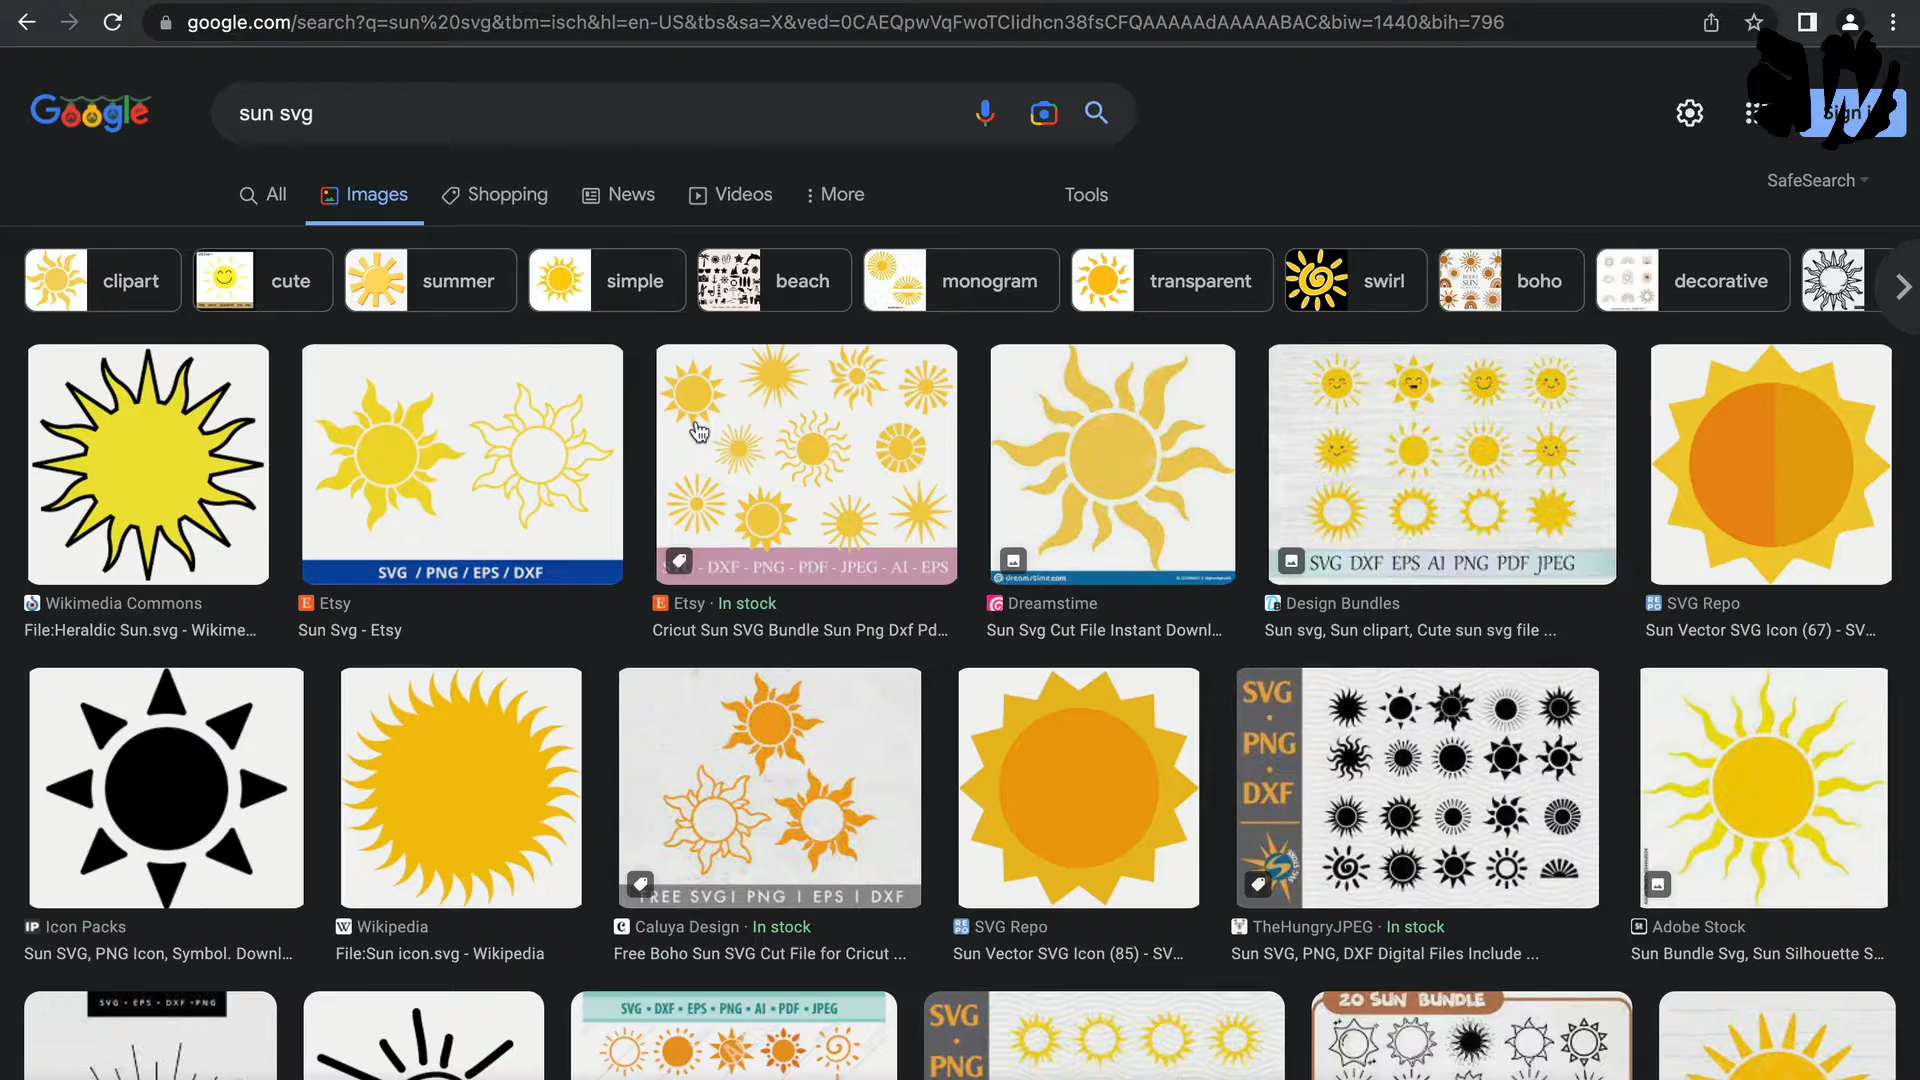 google.com/search?q=sun%20svg&tbm=isch&hl=en-US&tbs&sa=X&ved=0CAEQpwVqFwoTCIidhcn38fsCFQAAAAAdAAAAABAC&biw=1440&bih=796
Google
sun svg
Sign i
SafeSearch
All
Images
Shopping
News
Videos
More
Tools
clipart
cute
summer
simple
beach
monogram
transparent
swirl
boho
decorative
SVG / PNG / EPS / DXF
- DXF - PNG - PDF - JPEG - AI - EPS
dreamstime.com
SVG DXF EPS AI PNG PDF JPEG
Wikimedia Commons
File:Heraldic Sun.svg - Wikime...
Etsy
Sun Svg - Etsy
Etsy · In stock
Cricut Sun SVG Bundle Sun Png Dxf Pd...
Dreamstime
Sun Svg Cut File Instant Downl...
Design Bundles
Sun svg, Sun clipart, Cute sun svg file ...
SVG Repo
Sun Vector SVG Icon (67) - SV...
FREE SVG| PNG | EPS | DXF
SVG
·
PNG
·
DXF
IP Icon Packs
Sun SVG, PNG Icon, Symbol. Downl...
W Wikipedia
File:Sun icon.svg - Wikipedia
Caluya Design · In stock
Free Boho Sun SVG Cut File for Cricut ...
SVG Repo
Sun Vector SVG Icon (85) - SV...
TheHungryJPEG · In stock
Sun SVG, PNG, DXF Digital Files Include ...
St Adobe Stock
Sun Bundle Svg, Sun Silhouette S...
SVG • EPS • DXF •PNG
SVG • DXF • EPS • PNG • AI • PDF • JPEG
SVG
·
PNG
20 SUN BUNDLE